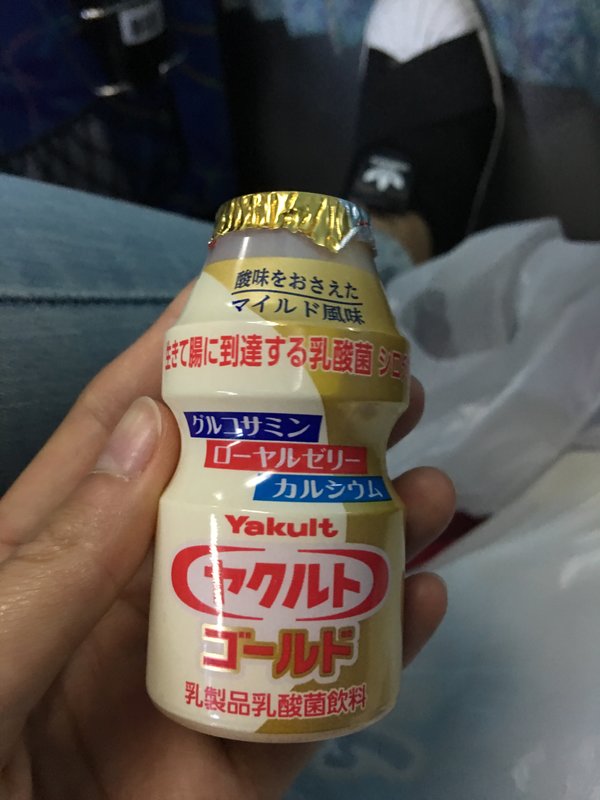 酸味をおさえた
マイルド風味
生きて腸に到達する乳酸菌 シロ
グルコサミン
ローヤルゼリー
カルシウム
Yakult
ヤクルト
ゴールド
乳製品乳酸菌飲料